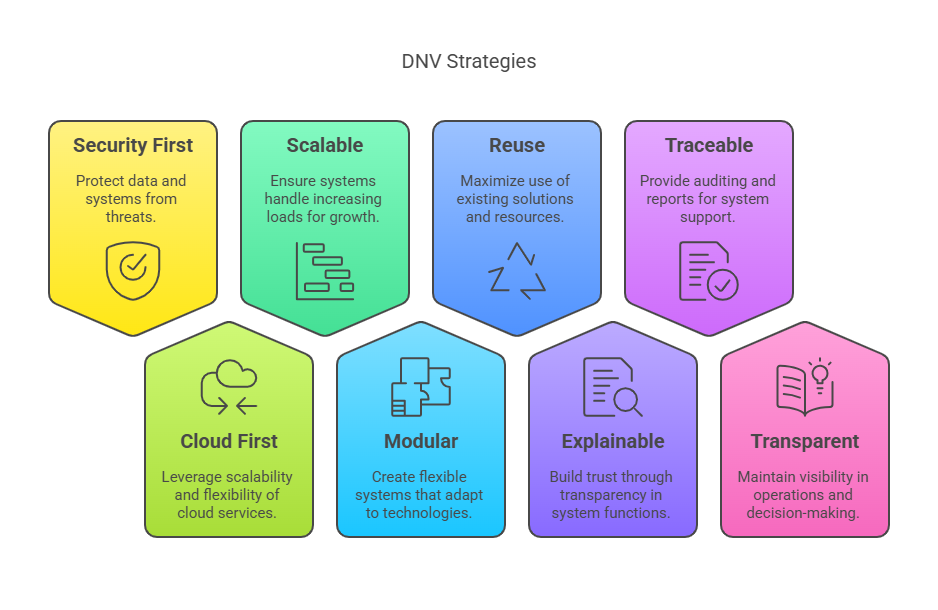 DNV Strategies
Security First
Protect data and
systems from
threats.
Scalable
Ensure systems
handle increasing
loads for growth.
Reuse
Maximize use of
existing solutions
and resources.
Traceable
Provide auditing and
reports for system
support.
Cloud First
Leverage scalability
and flexibility of
cloud services.
Modular
Create flexible
systems that adapt
to technologies.
Explainable
Build trust through
transparency in
system functions.
Transparent
Maintain visibility in
operations and
decision-making.